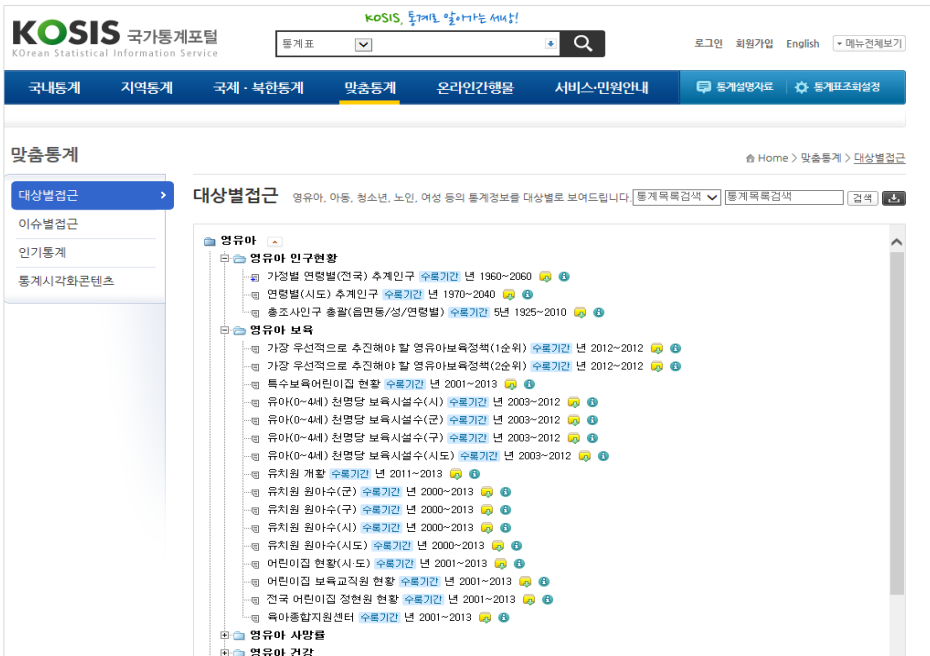 KOSIS, 통계로 알아가는 세상!
KOSIS 국가통계포털
KOrean Statistical Information Service
통계표
로그인 회원가입 English 메뉴전체보기
국내통계 지역통계 국제 · 북한통계 맞춤통계 온라인간행물 서비스·민원안내 통계설명자료 통계표조회설정
맞춤통계
Home > 맞춤통계 > 대상별접근
대상별접근
이슈별접근
인기통계
통계시각화콘텐츠
대상별접근 영유아, 아동, 청소년, 노인, 여성 등의 통계정보를 대상별로 보여드립니다. 통계목록검색 통계목록검색 검색
영유아
영유아 인구현황
가정별 연령별(전국) 추계인구 수록기간 년 1960~2060
연령별(시도) 추계인구 수록기간 년 1970~2040
총조사인구 총괄(읍면동/성/연령별) 수록기간 5년 1925~2010
영유아 보육
가장 우선적으로 추진해야 할 영유아보육정책(1순위) 수록기간 년 2012~2012
가장 우선적으로 추진해야 할 영유아보육정책(2순위) 수록기간 년 2012~2012
특수보육어린이집 현황 수록기간 년 2001~2013
유아(0~4세) 천명당 보육시설수(시) 수록기간 년 2003~2012
유아(0~4세) 천명당 보육시설수(군) 수록기간 년 2003~2012
유아(0~4세) 천명당 보육시설수(구) 수록기간 년 2003~2012
유아(0~4세) 천명당 보육시설수(시도) 수록기간 년 2003~2012
유치원 개황 수록기간 년 2011~2013
유치원 원아수(군) 수록기간 년 2000~2013
유치원 원아수(구) 수록기간 년 2000~2013
유치원 원아수(시) 수록기간 년 2000~2013
유치원 원아수(시도) 수록기간 년 2000~2013
어린이집 현황(시·도) 수록기간 년 2001~2013
어린이집 보육교직원 현황 수록기간 년 2001~2013
전국 어린이집 정현원 현황 수록기간 년 2001~2013
육아종합지원센터 수록기간 년 2001~2013
영유아 사망률
영유아 건강